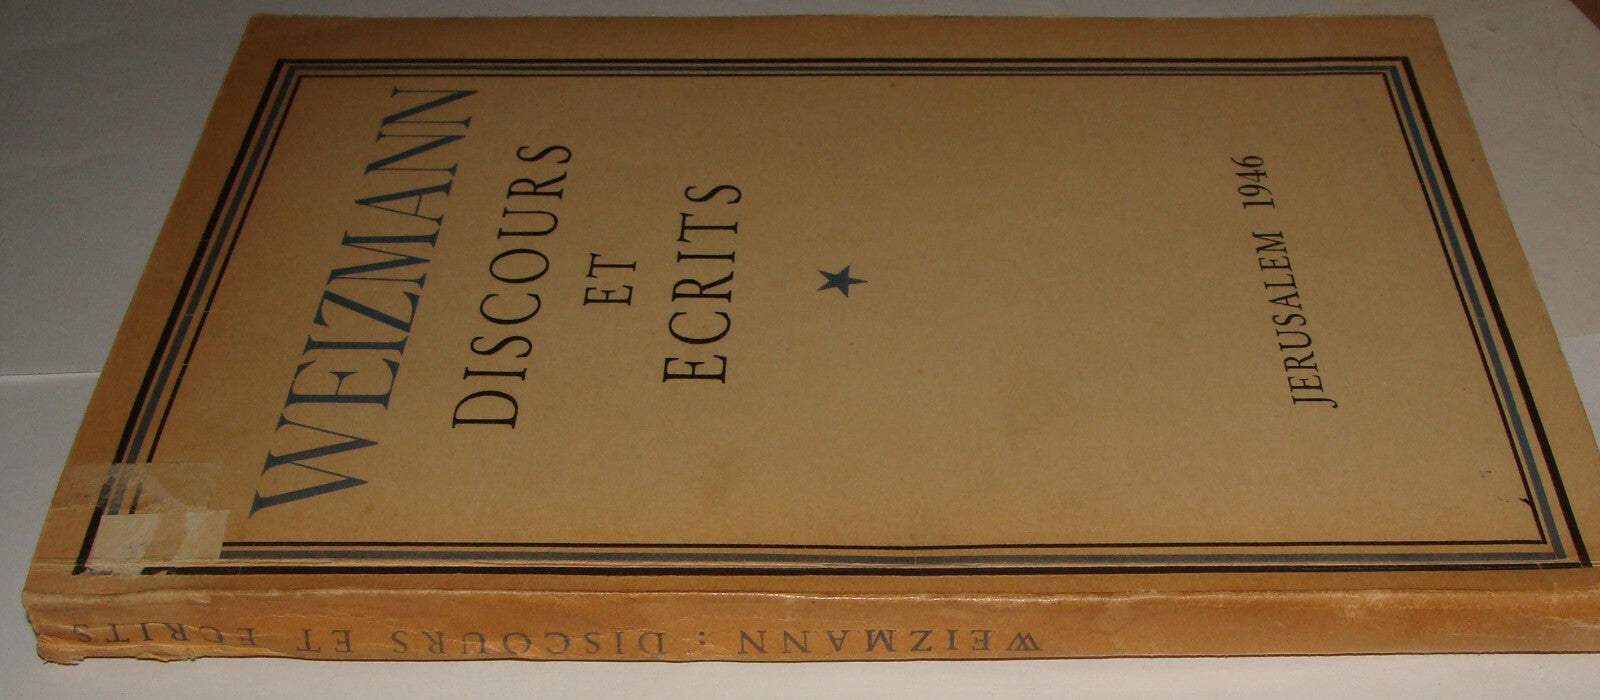 WEIZMANN
DISCOURS
ET
ECRITS
JERUSALEM 1946
WEIZMANN : DISCOURS ET ECRITS